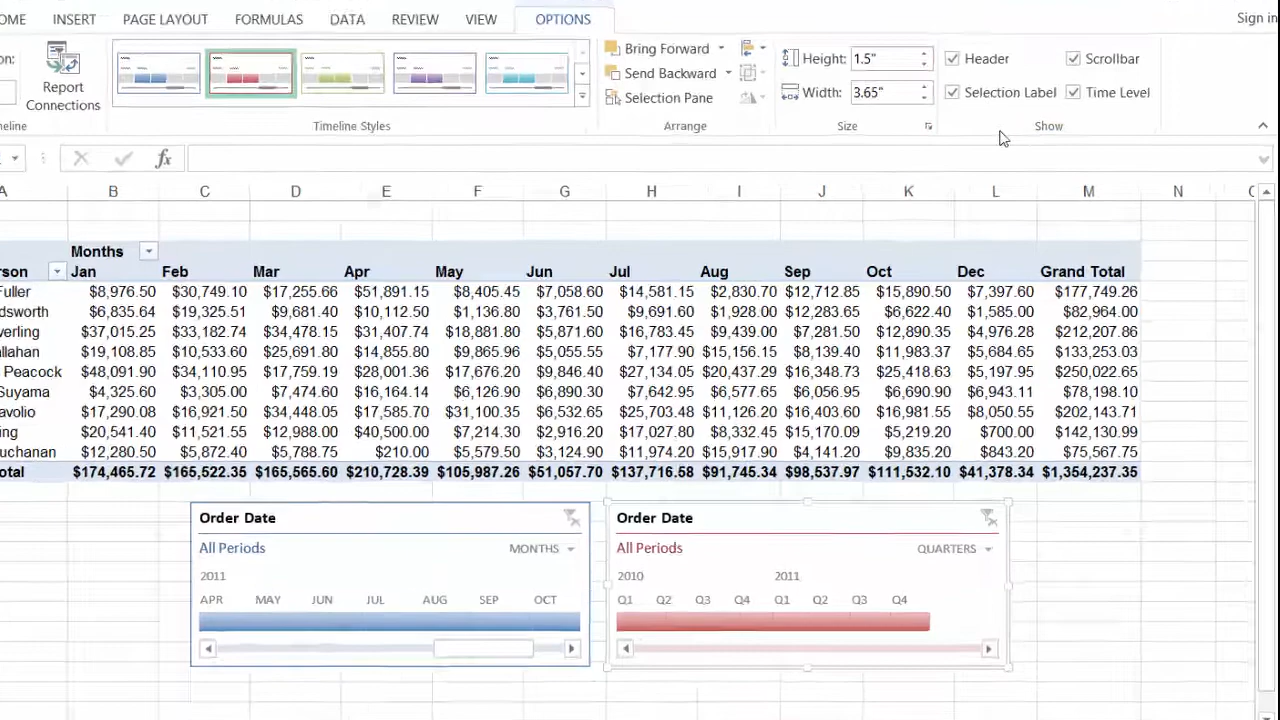 OME INSERT PAGE LAYOUT FORMULAS DATA REVIEW VIEW OPTIONS Sign in
on:
Report
Connections
meline
Timeline Styles
Bring Forward
Send Backward
Selection Pane
Arrange
Height: 1.5"
Width: 3.65"
Size
Header Scrollbar
Selection Label Time Level
Show
fx
A B C D E F G H I J K L M N
Months
rson Jan Feb Mar Apr May Jun Jul Aug Sep Oct Dec Grand Total
Fuller $8,976.50 $30,749.10 $17,255.66 $51,891.15 $8,405.45 $7,058.60 $14,581.15 $2,830.70 $12,712.85 $15,890.50 $7,397.60 $177,749.26
dsworth $6,835.64 $19,325.51 $9,681.40 $10,112.50 $1,136.80 $3,761.50 $9,691.60 $1,928.00 $12,283.65 $6,622.40 $1,585.00 $82,964.00
verling $37,015.25 $33,182.74 $34,478.15 $31,407.74 $18,881.80 $5,871.60 $16,783.45 $9,439.00 $7,281.50 $12,890.35 $4,976.28 $212,207.86
allahan $19,108.85 $10,533.60 $25,691.80 $14,855.80 $9,865.96 $5,055.55 $7,177.90 $15,156.15 $8,139.40 $11,983.37 $5,684.65 $133,253.03
Peacock $48,091.90 $34,110.95 $17,759.19 $28,001.36 $17,676.20 $9,846.40 $27,134.05 $20,437.29 $16,348.73 $25,418.63 $5,197.95 $250,022.65
Suyama $4,325.60 $3,305.00 $7,474.60 $16,164.14 $6,126.90 $6,890.30 $7,642.95 $6,577.65 $6,056.95 $6,690.90 $6,943.11 $78,198.10
avolio $17,290.08 $16,921.50 $34,448.05 $17,585.70 $31,100.35 $6,532.65 $25,703.48 $11,126.20 $16,403.60 $16,981.55 $8,050.55 $202,143.71
ing $20,541.40 $11,521.55 $12,988.00 $40,500.00 $7,214.30 $2,916.20 $17,027.80 $8,332.45 $15,170.09 $5,219.20 $700.00 $142,130.99
uchanan $12,280.50 $5,872.40 $5,788.75 $210.00 $5,579.50 $3,124.90 $11,974.20 $15,917.90 $4,141.20 $9,835.20 $843.20 $75,567.75
otal $174,465.72 $165,522.35 $165,565.60 $210,728.39 $105,987.26 $51,057.70 $137,716.58 $91,745.34 $98,537.97 $111,632.10 $41,378.34 $1,354,237.35
Order Date
All Periods MONTHS
2011
APR MAY JUN JUL AUG SEP OCT
Order Date
All Periods QUARTERS
2010 2011
Q1 Q2 Q3 Q4 Q1 Q2 Q3 Q4